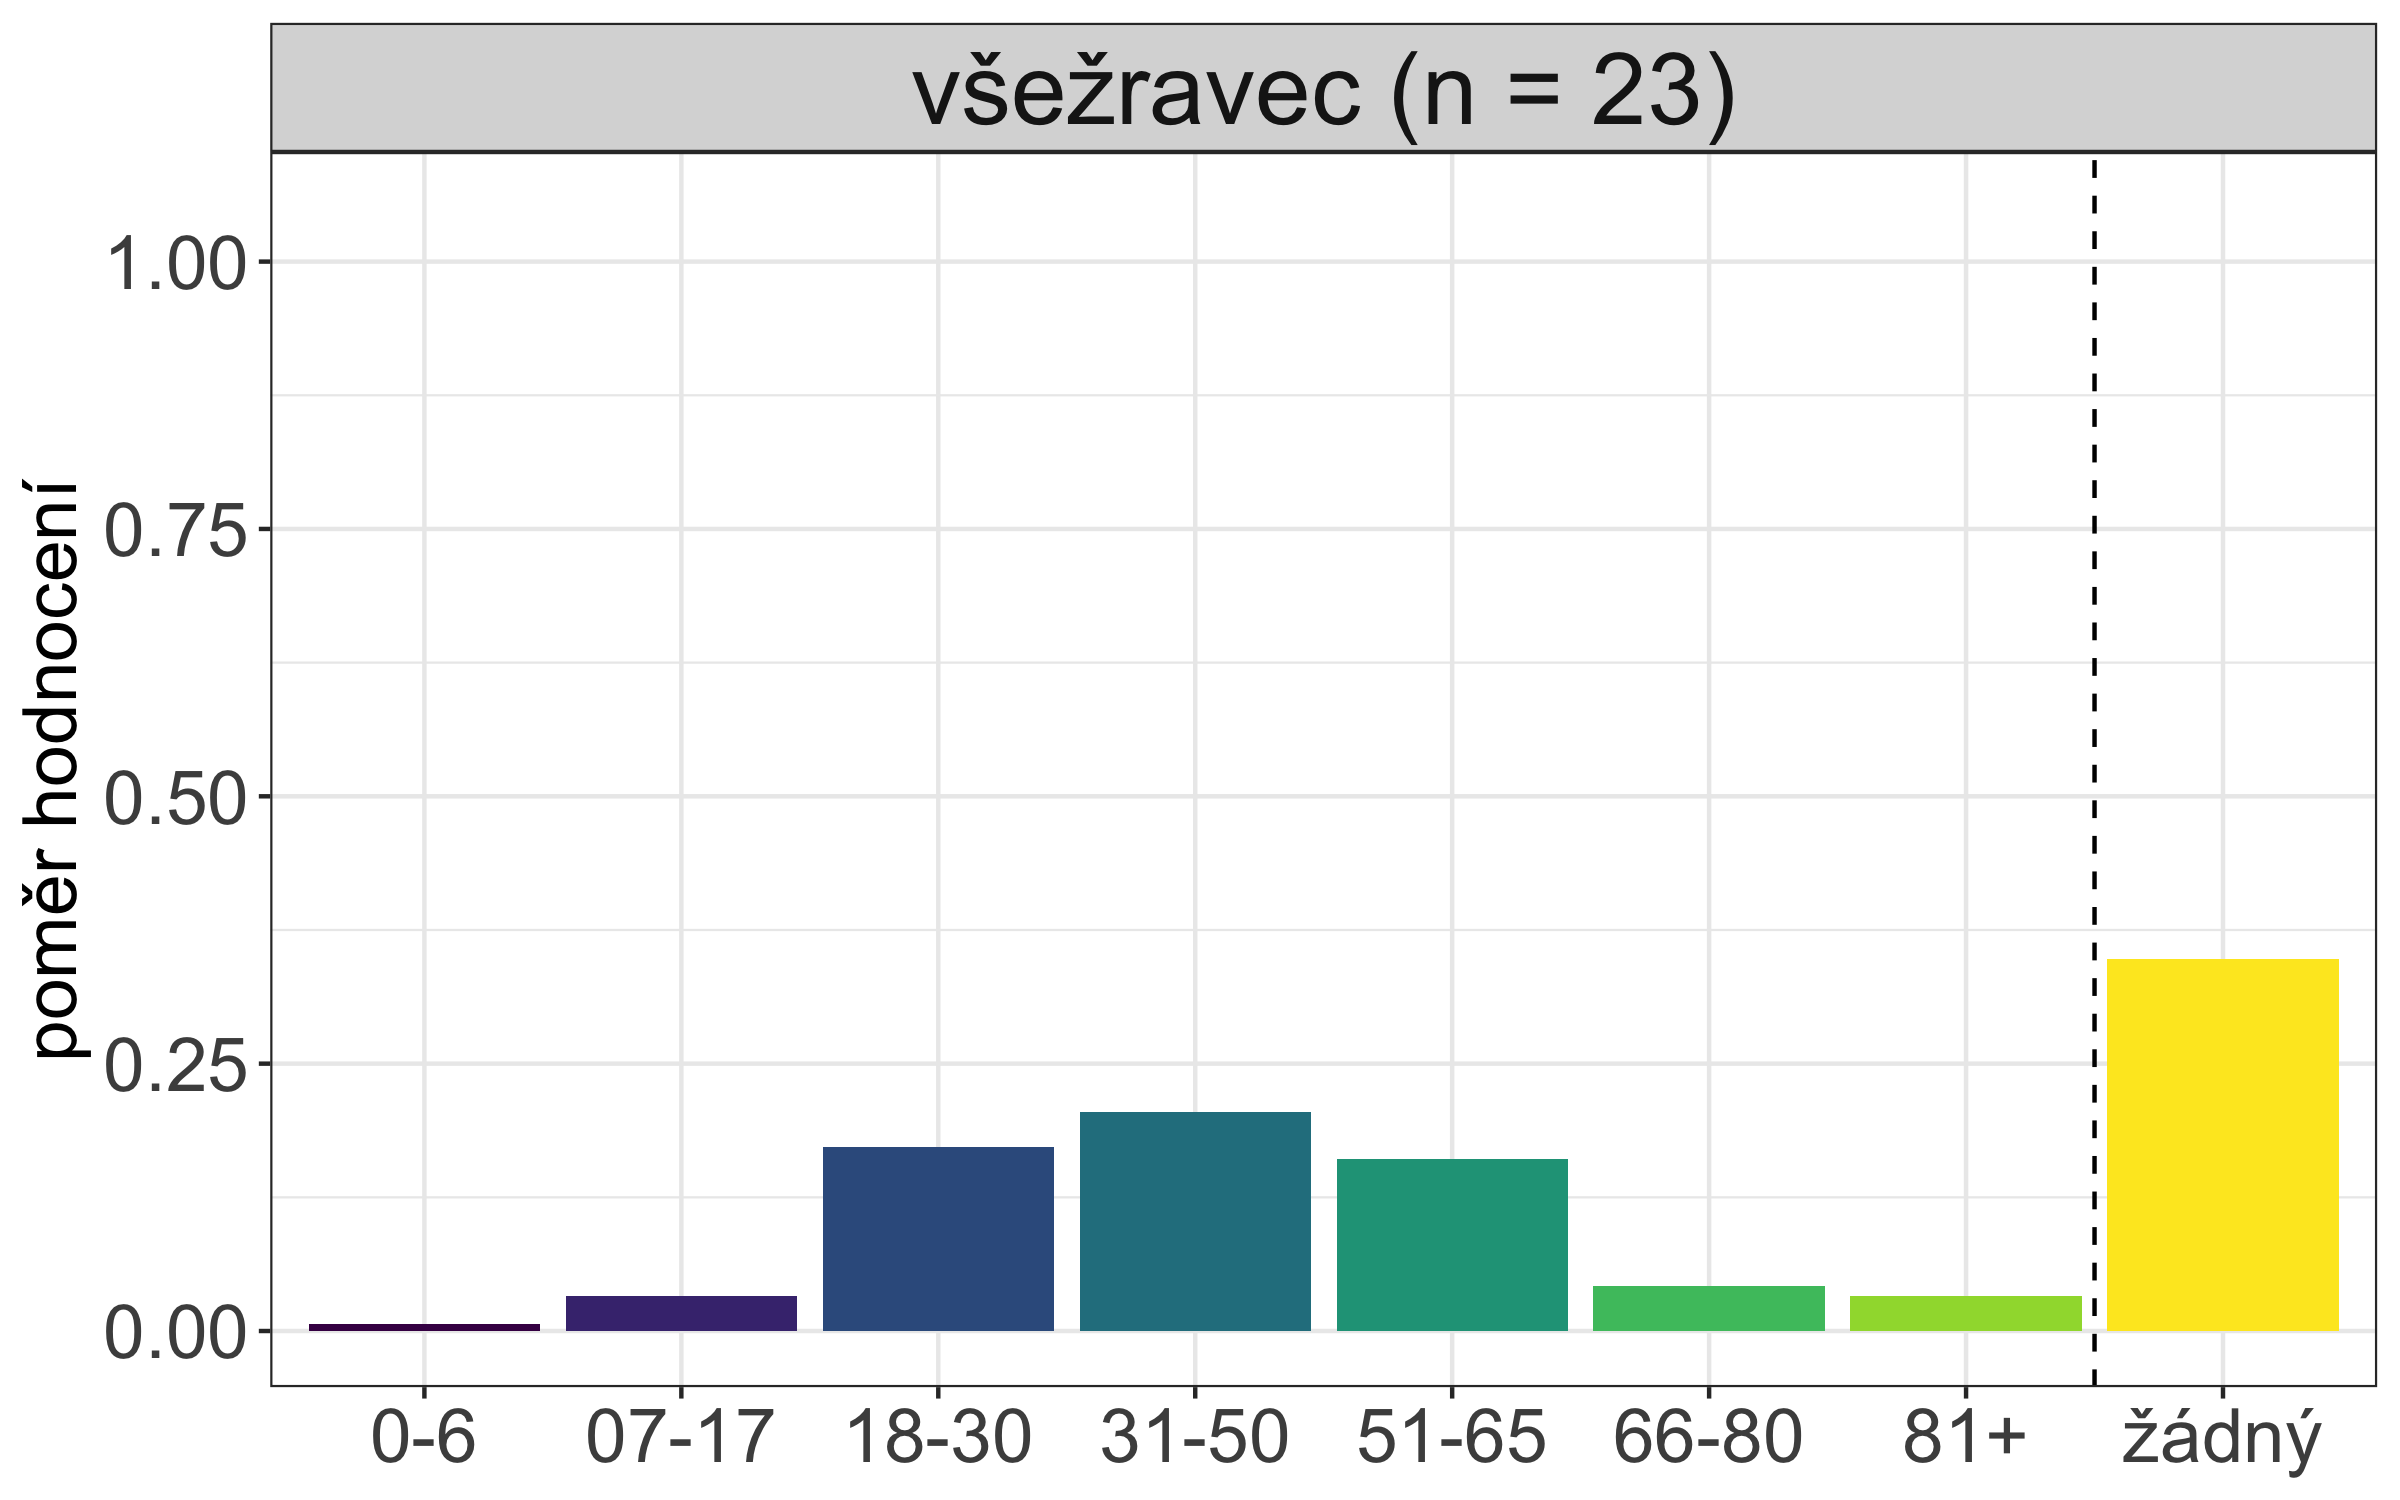 všežravec (n = 23)
poměr hodnocení
1.00
0.75
0.50
0.25
0.00
0-6 07-17 18-30 31-50 51-65 66-80 81+ žádný